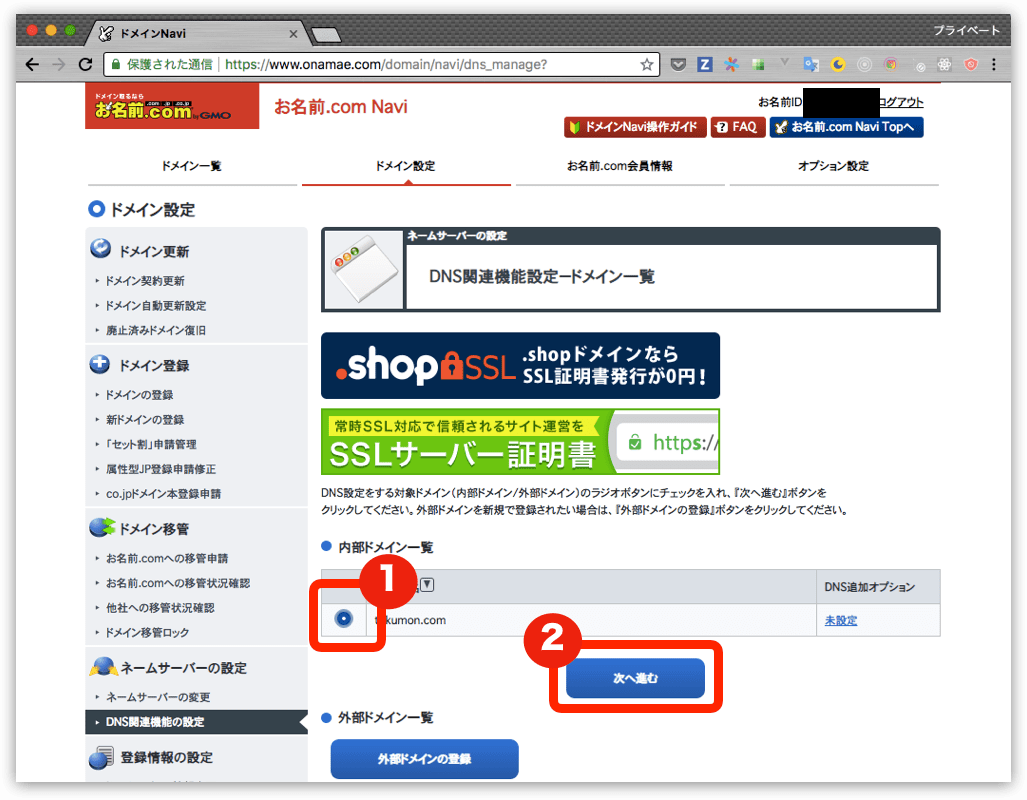 ドメインNavi
プライベート
保護された通信 https://www.onamae.com/domain/navi/dns_manage?
ドメイン取るなら
お名前.com by GMO
お名前.com Navi
お名前ID
ログアウト
ドメインNavi操作ガイド
FAQ
お名前.com Navi Topへ
ドメイン一覧
ドメイン設定
お名前.com会員情報
オプション設定
ドメイン設定
ドメイン更新
ドメイン契約更新
ドメイン自動更新設定
廃止済みドメイン復旧
ドメイン登録
ドメインの登録
新ドメインの登録
「セット割」申請管理
属性型JP登録申請修正
co.jpドメイン本登録申請
ドメイン移管
お名前.comへの移管申請
お名前.comへの移管状況確認
他社への移管状況確認
ドメイン移管ロック
ネームサーバーの設定
ネームサーバーの変更
DNS関連機能の設定
登録情報の設定
ネームサーバーの設定
DNS関連機能設定－ドメイン一覧
.shop SSL
.shopドメインなら
SSL証明書発行が0円！
常時SSL対応で信頼されるサイト運営を
SSLサーバー証明書
https://
DNS設定をする対象ドメイン（内部ドメイン/外部ドメイン）のラジオボタンにチェックを入れ、『次へ進む』ボタンを
クリックしてください。外部ドメインを新規で登録されたい場合は、『外部ドメインの登録』ボタンをクリックしてください。
内部ドメイン一覧
1
DNS追加オプション
kumon.com
未設定
2
次へ進む
外部ドメイン一覧
外部ドメインの登録